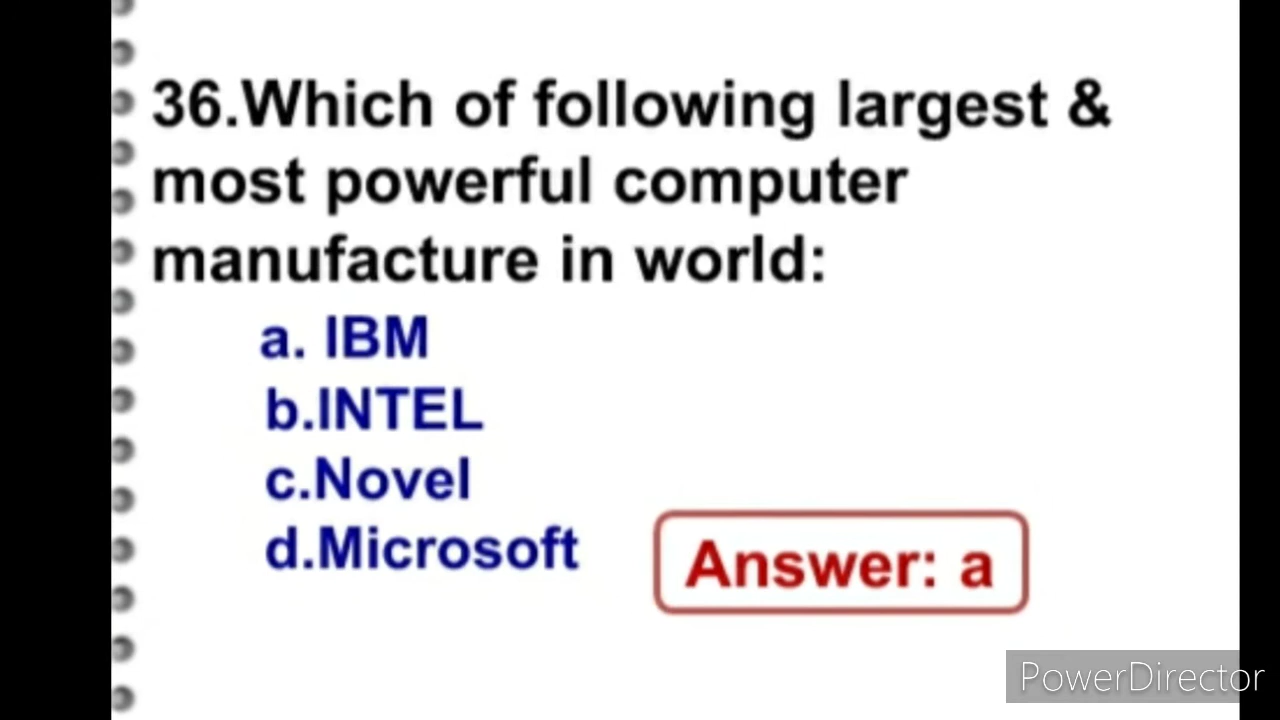 36.Which of following largest &
most powerful computer
manufacture in world:
a. IBM
b.INTEL
c.Novel
d.Microsoft
Answer: a
PowerDirector